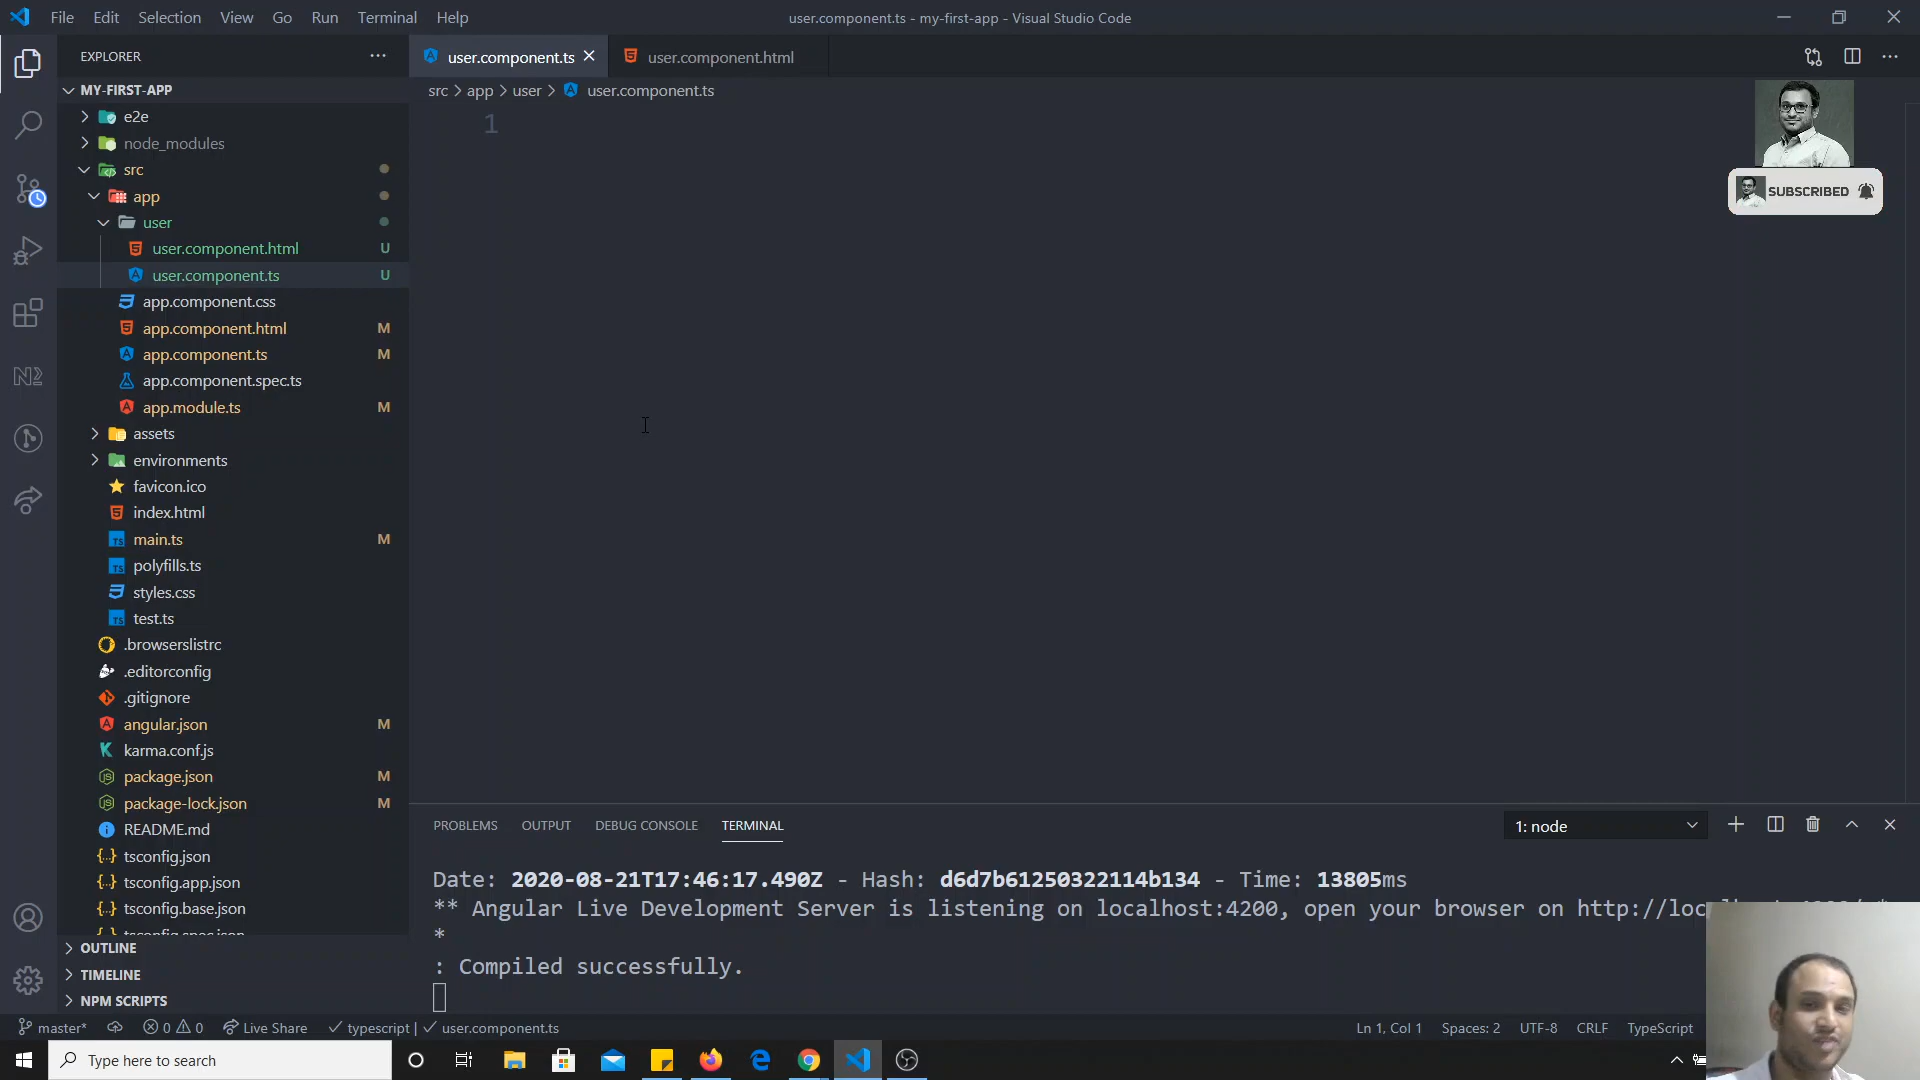 File Edit Selection View Go Run Terminal Help
user.component.ts - my-first-app - Visual Studio Code
EXPLORER
user.component.ts
user.component.html
MY-FIRST-APP
src
app
user
user.component.ts
e2e
node_modules
src
app
user
user.component.html U
user.component.ts U
app.component.css
app.component.html M
app.component.ts M
app.component.spec.ts
app.module.ts M
assets
environments
favicon.ico
index.html
main.ts M
polyfills.ts
styles.css
test.ts
.browserslistrc
.editorconfig
.gitignore
angular.json M
karma.conf.js
package.json M
package-lock.json M
README.md
tsconfig.json
tsconfig.app.json
tsconfig.base.json
OUTLINE
TIMELINE
NPM SCRIPTS
1
SUBSCRIBED
PROBLEMS OUTPUT DEBUG CONSOLE TERMINAL
1: node
Date: 2020-08-21T17:46:17.490Z - Hash: d6d7b61250322114b134 - Time: 13805ms
** Angular Live Development Server is listening on localhost:4200, open your browser on http://loc
*
: Compiled successfully.
master* 0 0 Live Share typescript | user.component.ts
Ln 1, Col 1 Spaces: 2 UTF-8 CRLF TypeScript
Type here to search